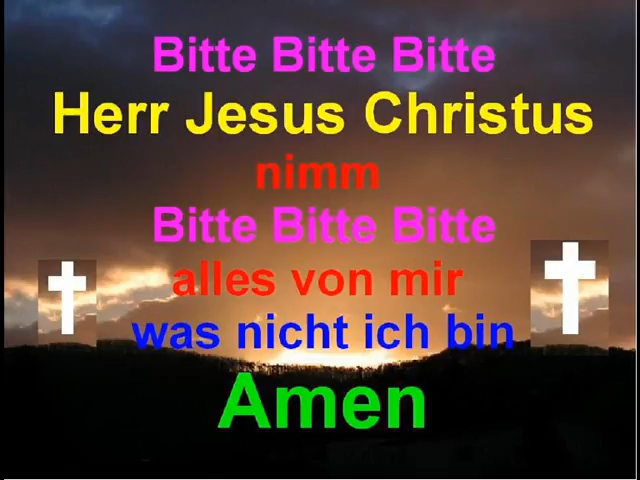 Bitte Bitte Bitte
Herr Jesus Christus
nimm
Bitte Bitte Bitte
alles von mir
was nicht ich bin
Amen